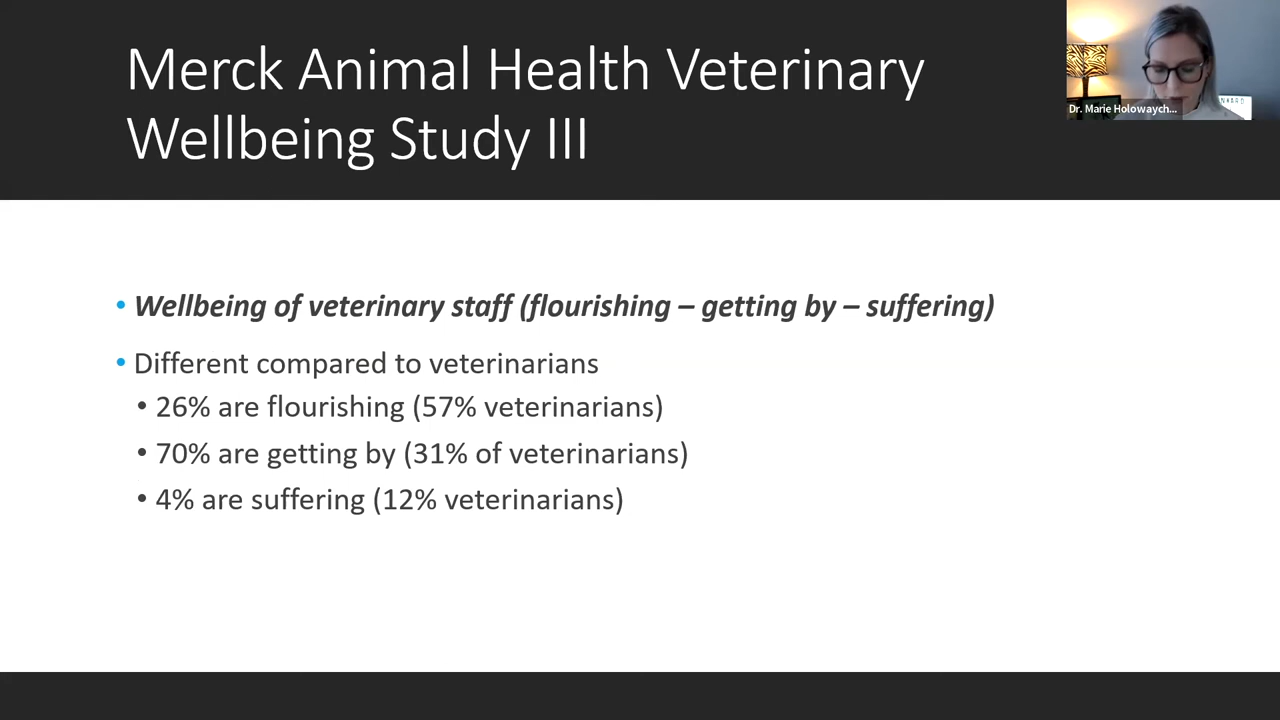 Merck Animal Health Veterinary
Wellbeing Study III
Dr. Marie Holowaych...
• Wellbeing of veterinary staff (flourishing – getting by – suffering)
• Different compared to veterinarians
• 26% are flourishing (57% veterinarians)
• 70% are getting by (31% of veterinarians)
• 4% are suffering (12% veterinarians)